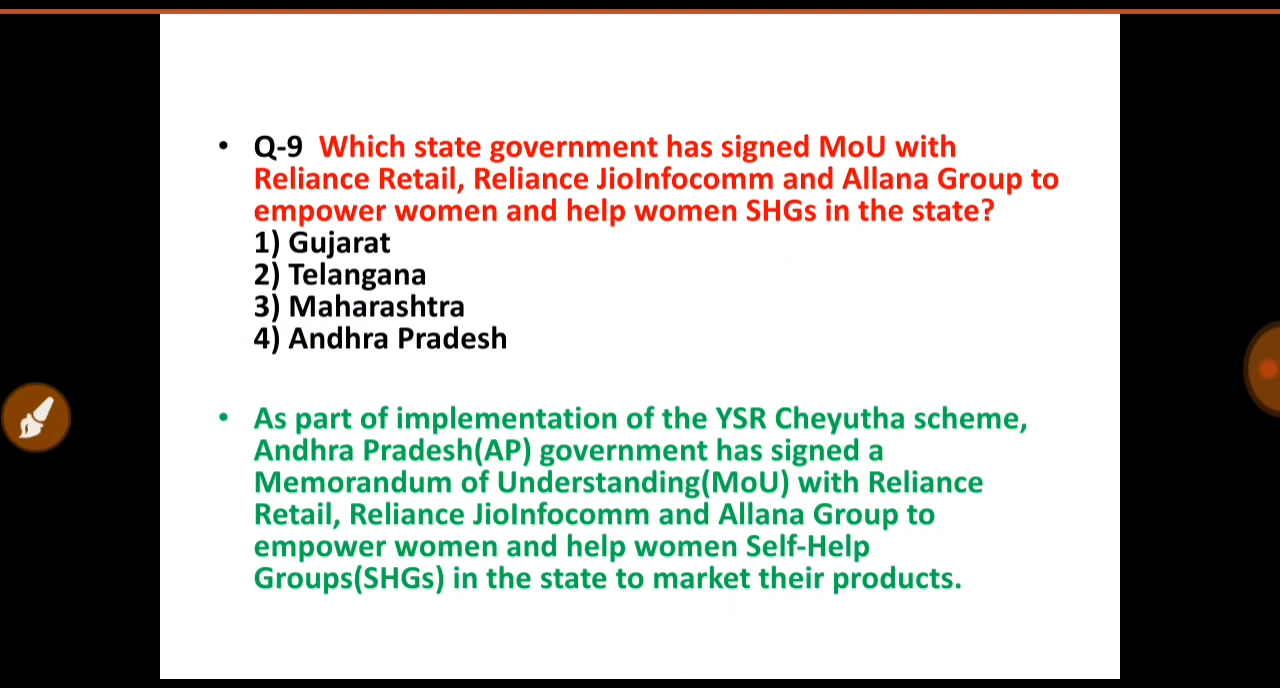 • Q-9 Which state government has signed MoU with
Reliance Retail, Reliance JioInfocomm and Allana Group to
empower women and help women SHGs in the state?
1) Gujarat
2) Telangana
3) Maharashtra
4) Andhra Pradesh
• As part of implementation of the YSR Cheyutha scheme,
Andhra Pradesh(AP) government has signed a
Memorandum of Understanding(MoU) with Reliance
Retail, Reliance JioInfocomm and Allana Group to
empower women and help women Self-Help
Groups(SHGs) in the state to market their products.